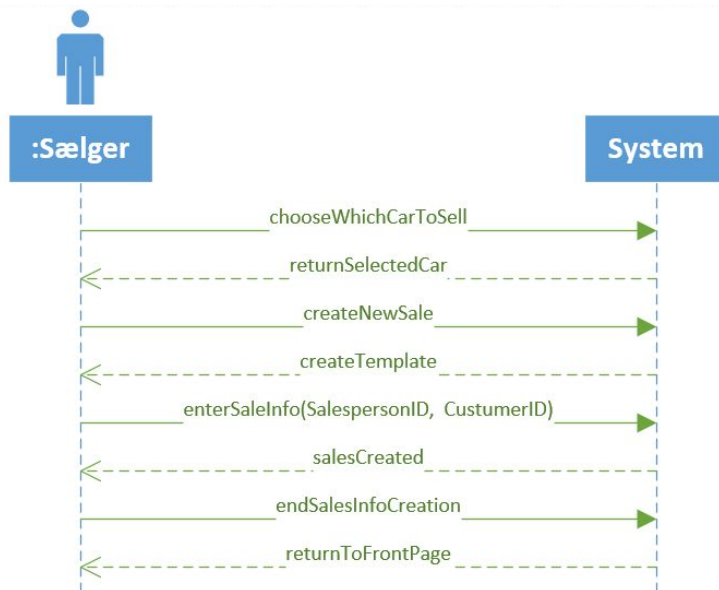 :Sælger
System
chooseWhichCarToSell
returnSelectedCar
createNewSale
createTemplate
enterSaleInfo(SalespersonID, CustumerID)
salesCreated
endSalesInfoCreation
returnToFrontPage